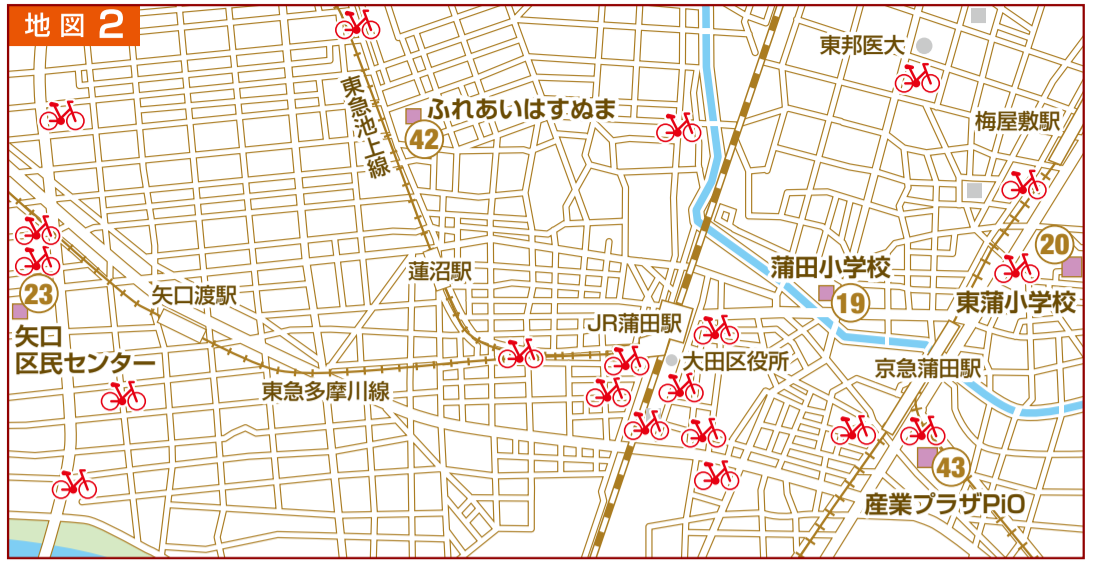 地図2
東邦医大
ふれあいはすぬま
42
東急池上線
梅屋敷駅
20
東蒲小学校
蒲田小学校
19
蓮沼駅
23
矢口
区民センター
矢口渡駅
JR蒲田駅
大田区役所
京急蒲田駅
東急多摩川線
43
産業プラザPiO